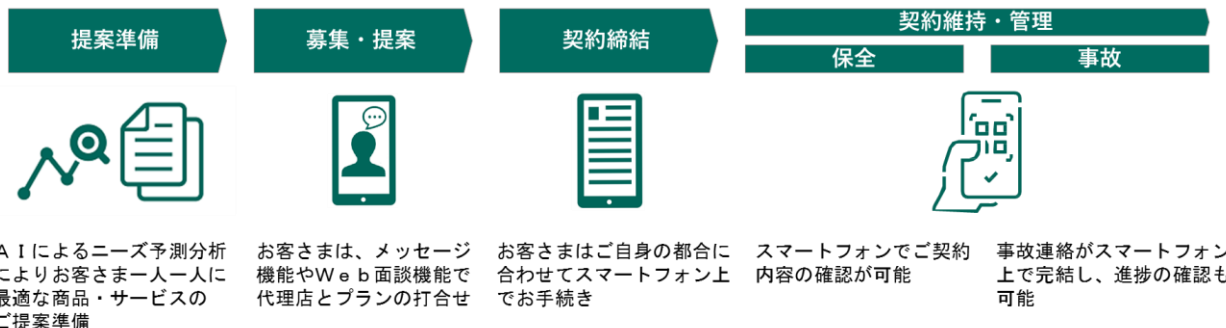 提案準備
募集・提案
契約締結
契約維持・管理
保全
事故
ＡＩによるニーズ予測分析
によりお客さま一人一人に
最適な商品・サービスの
ご提案準備
お客さまは、メッセージ
機能やＷｅｂ面談機能で
代理店とプランの打合せ
お客さまはご自身の都合に
合わせてスマートフォン上
でお手続き
スマートフォンでご契約
内容の確認が可能
事故連絡がスマートフォン
上で完結し、進捗の確認も
可能